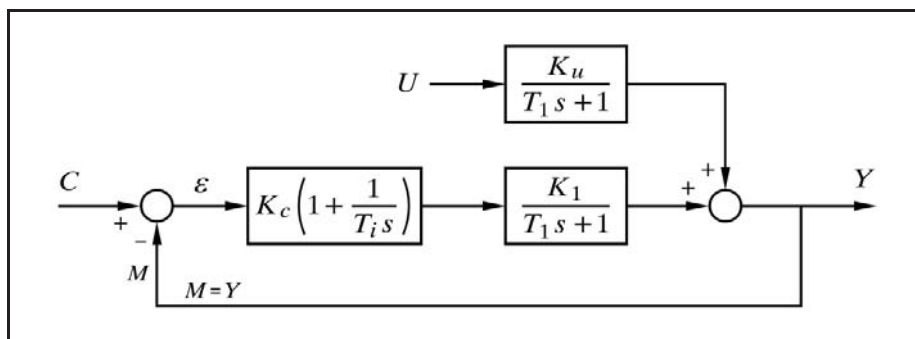 U
K_u
T_1 s + 1
C
+
−
ε
K_c(1 + 1/(T_i s))
K_1
T_1 s + 1
+
+
Y
M
M = Y